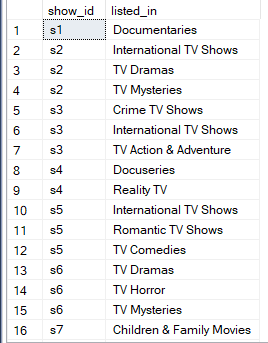 show_id listed_in
1 s1 Documentaries
2 s2 International TV Shows
3 s2 TV Dramas
4 s2 TV Mysteries
5 s3 Crime TV Shows
6 s3 International TV Shows
7 s3 TV Action & Adventure
8 s4 Docuseries
9 s4 Reality TV
10 s5 International TV Shows
11 s5 Romantic TV Shows
12 s5 TV Comedies
13 s6 TV Dramas
14 s6 TV Horror
15 s6 TV Mysteries
16 s7 Children & Family Movies